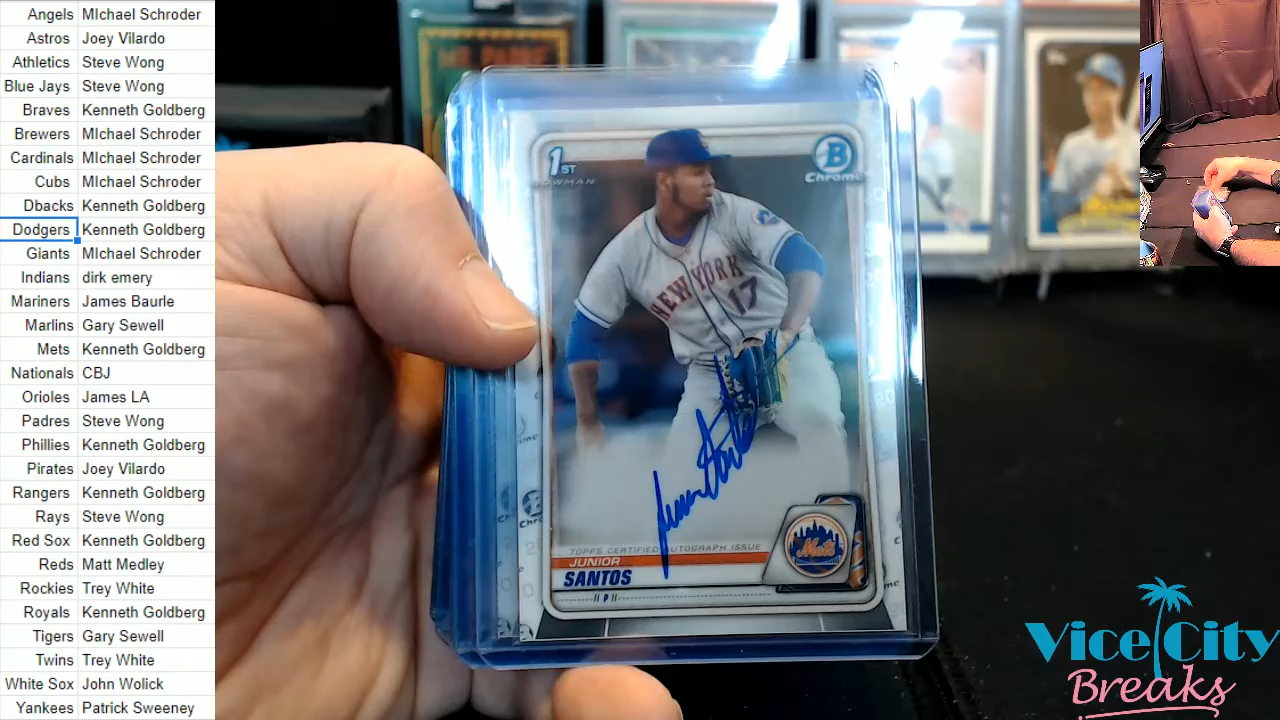 Angels MIchael Schroder
Astros Joey Vilardo
Athletics Steve Wong
Blue Jays Steve Wong
Braves Kenneth Goldberg
Brewers MIchael Schroder
Cardinals MIchael Schroder
Cubs MIchael Schroder
Dbacks Kenneth Goldberg
Dodgers Kenneth Goldberg
Giants MIchael Schroder
Indians dirk emery
Mariners James Baurle
Marlins Gary Sewell
Mets Kenneth Goldberg
Nationals CBJ
Orioles James LA
Padres Steve Wong
Phillies Kenneth Goldberg
Pirates Joey Vilardo
Rangers Kenneth Goldberg
Rays Steve Wong
Red Sox Kenneth Goldberg
Reds Matt Medley
Rockies Trey White
Royals Kenneth Goldberg
Tigers Gary Sewell
Twins Trey White
White Sox John Wolick
Yankees Patrick Sweeney
1ST
BOWMAN
B
Chrome
NEW YORK
17
Mets
TOPPS CERTIFIED AUTOGRAPH ISSUE
JUNIOR
SANTOS
P
Vice City
Breaks